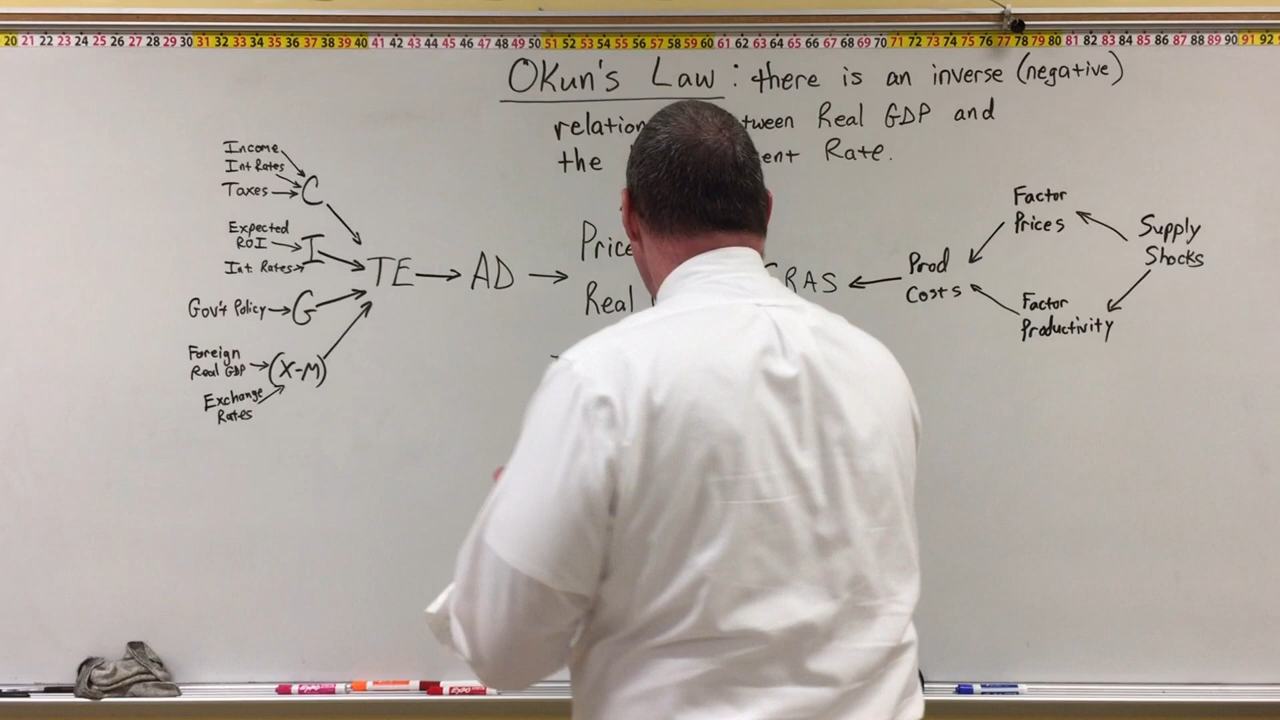 20 21 22 23 24 25 26 27 28 29 30 31 32 33 34 35 36 37 38 39 40 41 42 43 44 45 46 47 48 49 50 51 52 53 54 55 56 57 58 59 60 61 62 63 64 65 66 67 68 69 70 71 72 73 74 75 76 77 78 79 80 81 82 83 84 85 86 87 88 89 90 91 92
OKun's Law : there is an inverse (negative)
Real GDP and
the Rate.
Income
Int Rates
Taxes
C
Expected
ROI
I
Int. Rates
Gov't Policy
G
Foreign
Real GDP
(X-M)
Exchange
Rates
TE
AD
Price
Real
Prod
Costs
Factor
Prices
Factor
Productivity
Supply
Shocks